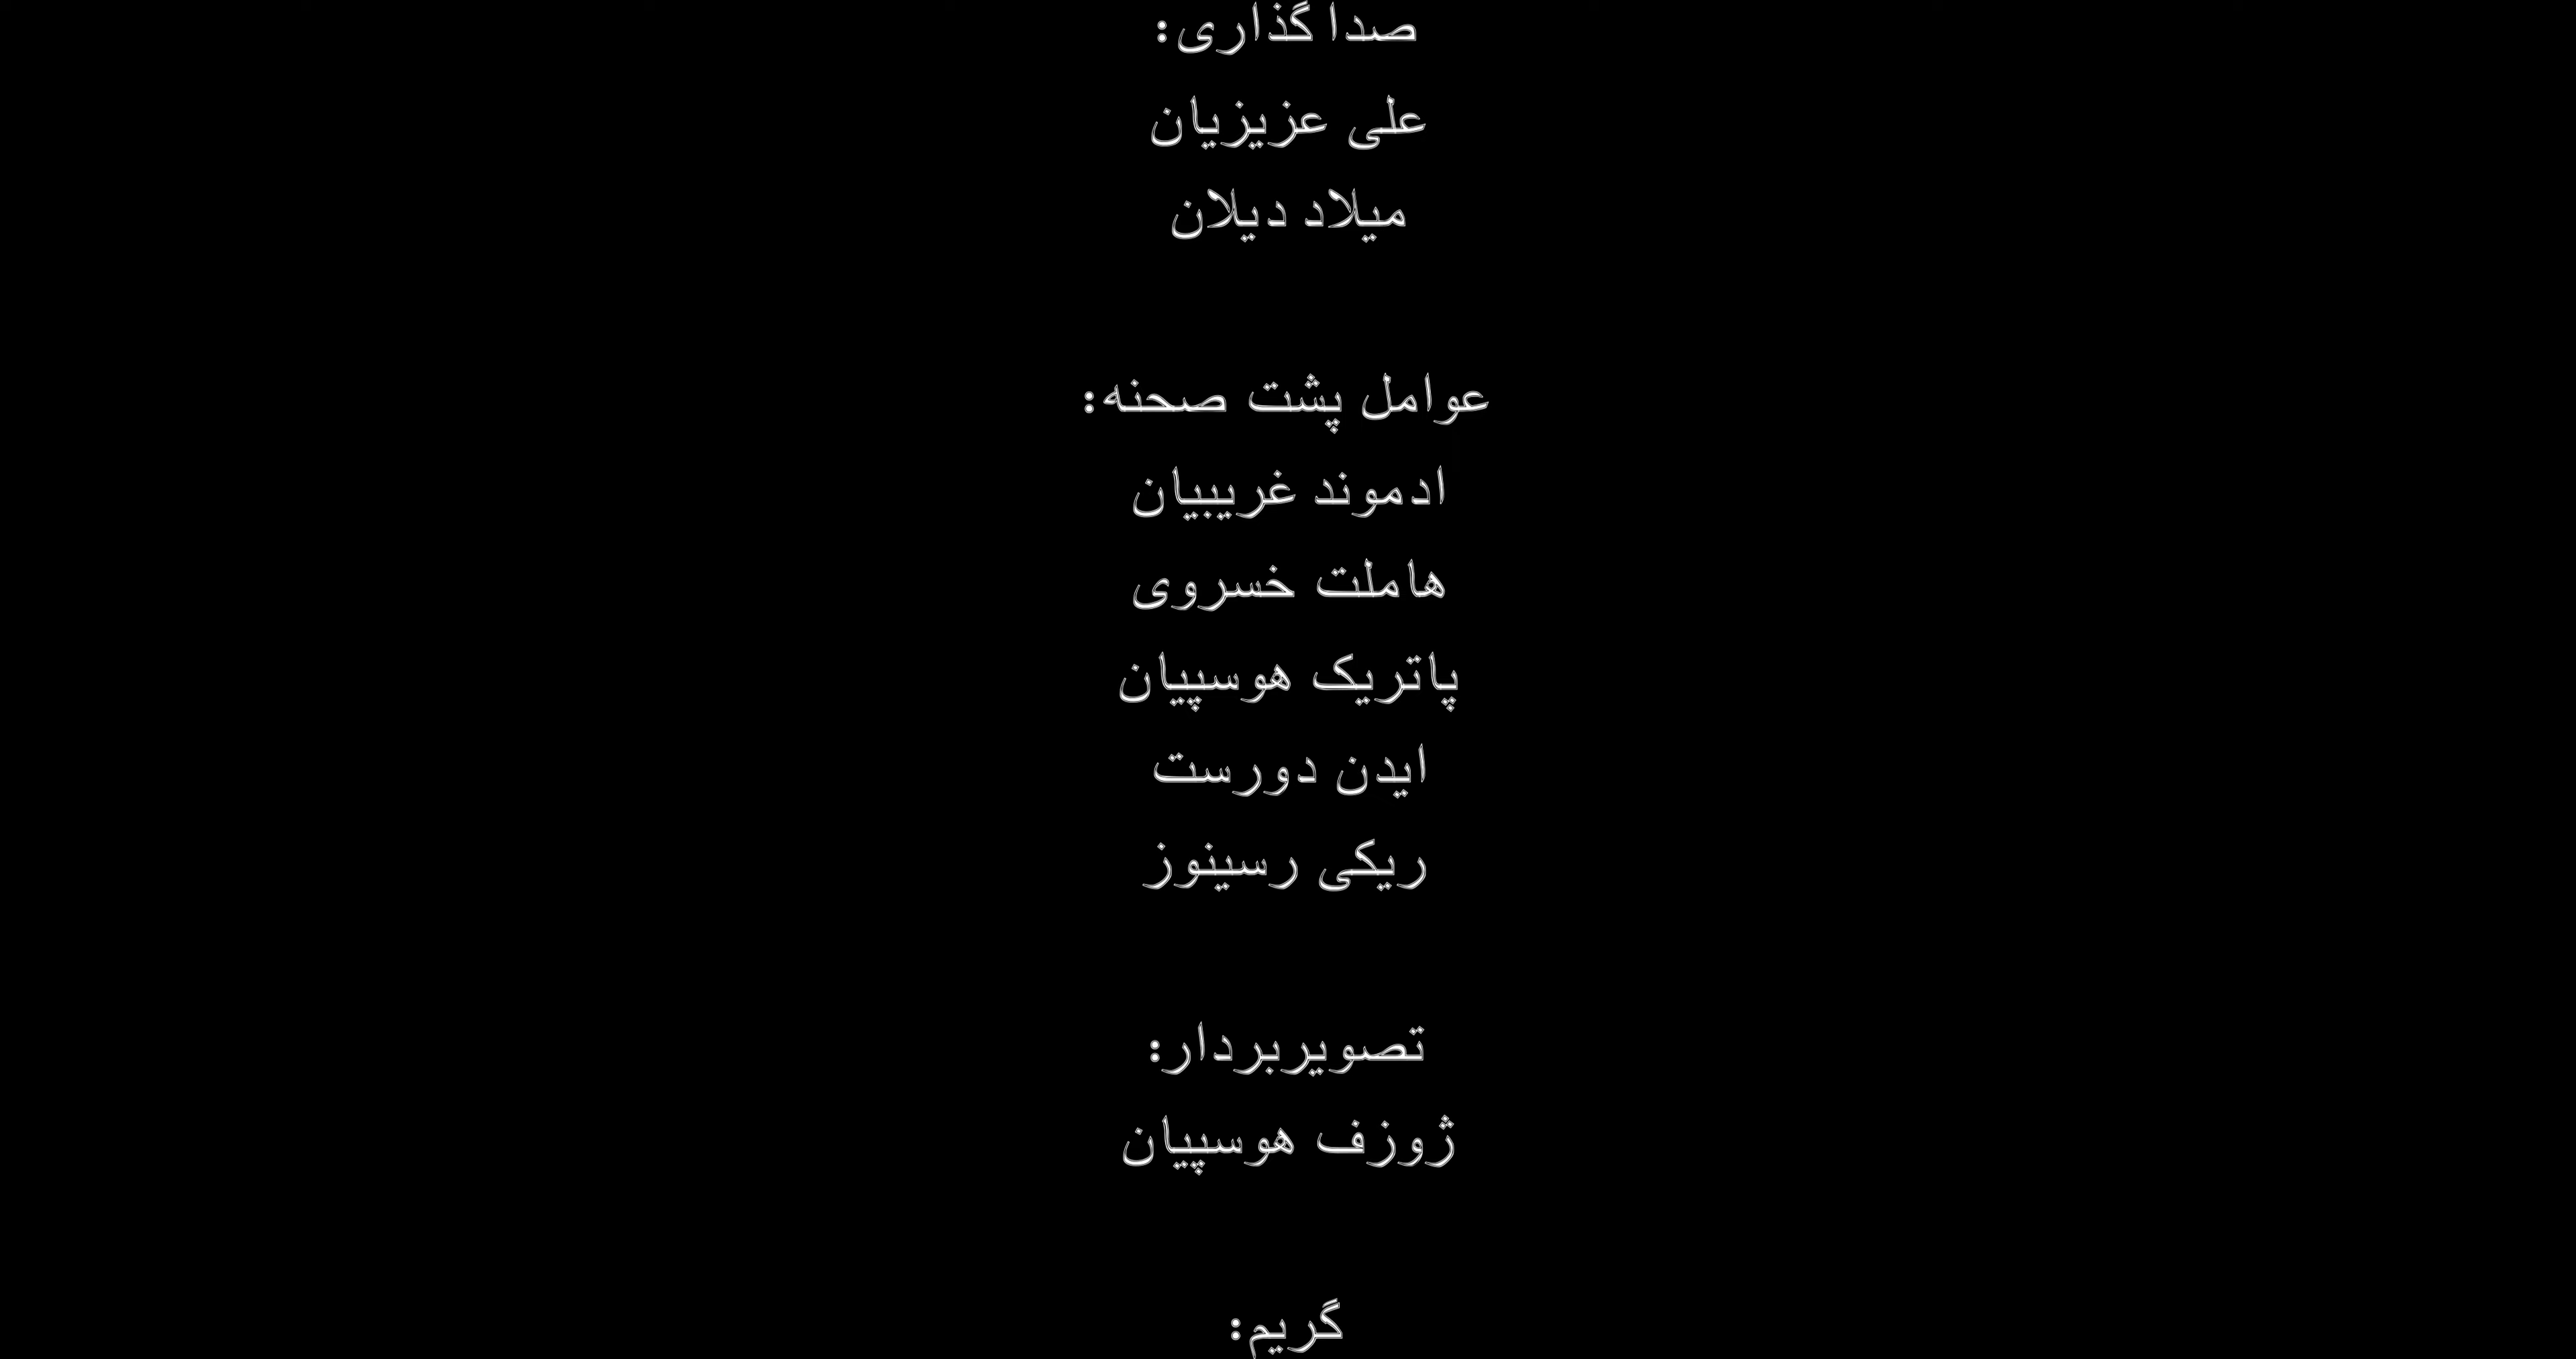 صداگذاری:
علی عزیزیان
میلاد دیلان
عوامل پشت صحنه:
ادموند غریبیان
هاملت خسروی
پاتریک هوسپیان
ایدن دورست
ریکی رسینوز
تصویربردار:
ژوزف هوسپیان
گریم: